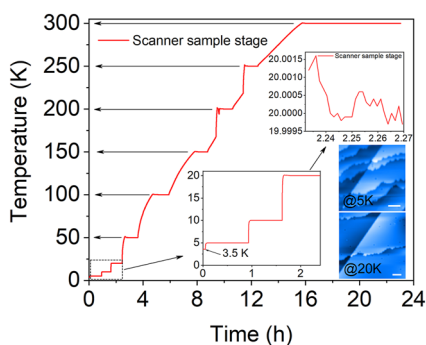 Temperature (K)
300
250
200
150
100
50
0
0 4 8 12 16 20 24
Time (h)
Scanner sample stage
Scanner sample stage
20.0015
20.0010
20.0005
20.0000
19.9995
2.24 2.25 2.26 2.27
20
15
10
5
0
0 1 2
3.5 K
@5K
@20K